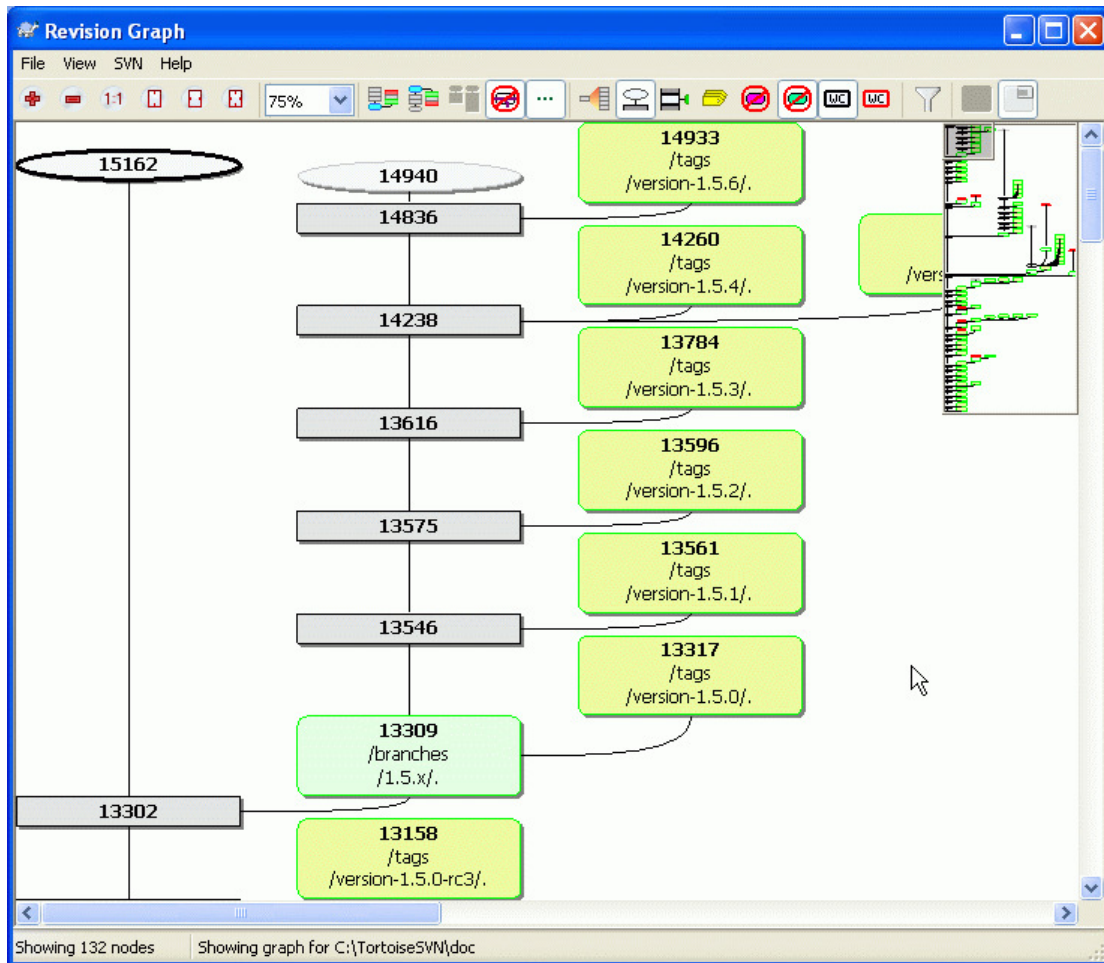 Revision Graph
File View SVN Help
1:1
75%
WC
WC
15162
14940
14836
14238
13616
13575
13546
13309
/branches
/1.5.x/.
13302
14933
/tags
/version-1.5.6/.
14260
/tags
/version-1.5.4/.
13784
/tags
/version-1.5.3/.
13596
/tags
/version-1.5.2/.
13561
/tags
/version-1.5.1/.
13317
/tags
/version-1.5.0/.
13158
/tags
/version-1.5.0-rc3/.
Showing 132 nodes
Showing graph for C:\TortoiseSVN\doc